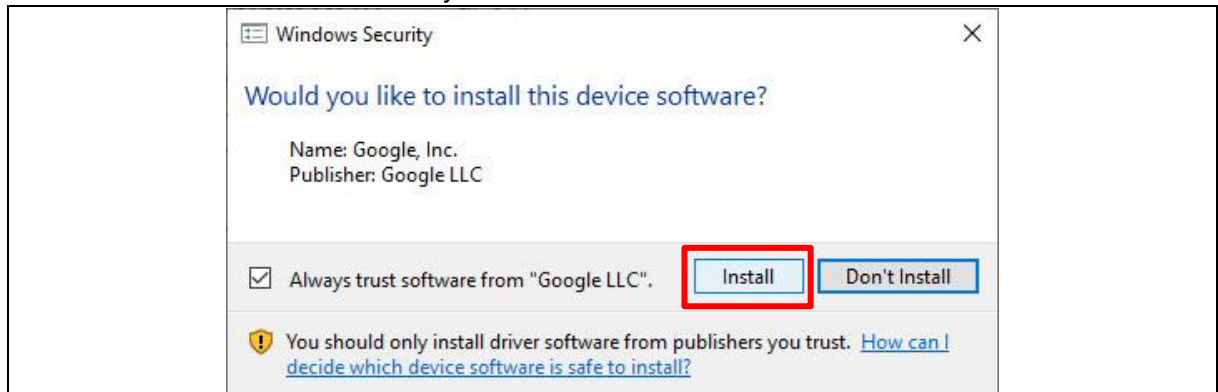 Windows Security
Would you like to install this device software?
Name: Google, Inc.
Publisher: Google LLC
Always trust software from "Google LLC".
Install
Don't Install
You should only install driver software from publishers you trust. How can I
decide which device software is safe to install?